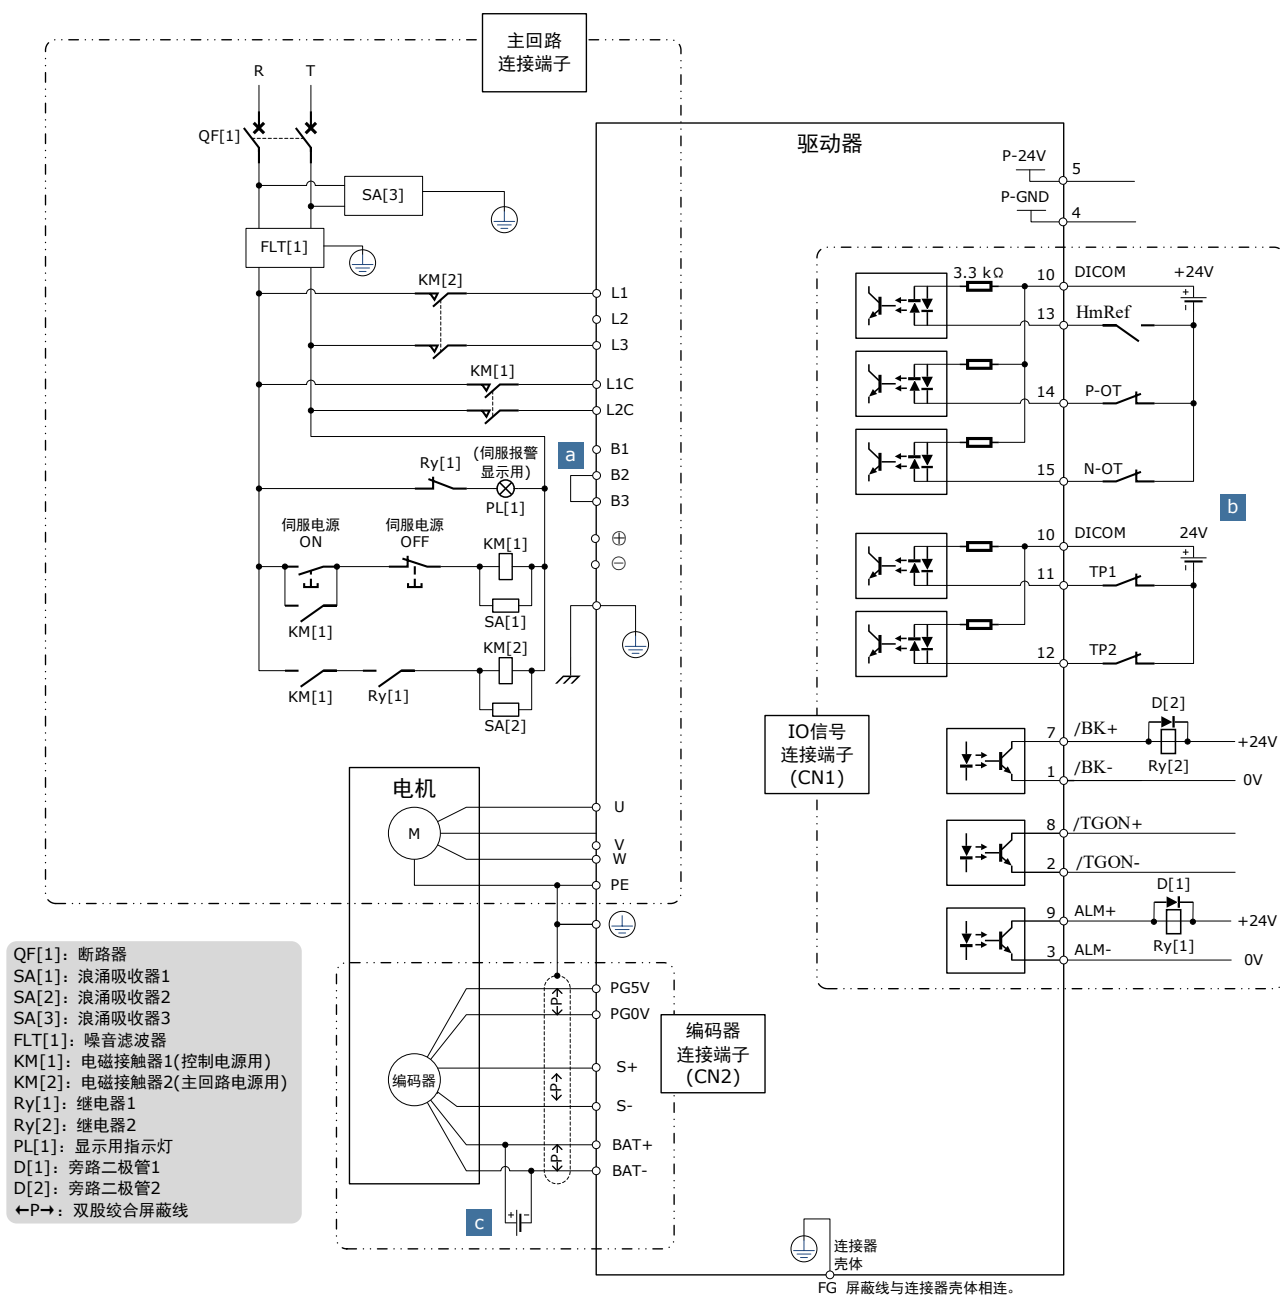 主回路
连接端子
R
T
QF[1]
SA[3]
FLT[1]
KM[2]
L1
L2
L3
KM[1]
L1C
L2C
a
B1
B2
B3
Ry[1]
(伺服报警
显示用)
PL[1]
伺服电源
ON
伺服电源
OFF
KM[1]
SA[1]
KM[1]
KM[2]
SA[2]
KM[1]
Ry[1]
⊕
⊖
电机
M
U
V
W
PE
驱动器
P-24V
5
P-GND
4
3.3 kΩ
10
DICOM
+24V
+
-
13
HmRef
14
P-OT
15
N-OT
b
10
DICOM
24V
+
-
11
TP1
12
TP2
IO信号
连接端子
(CN1)
7
/BK+
D[2]
Ry[2]
+24V
1
/BK-
0V
8
/TGON+
2
/TGON-
9
ALM+
D[1]
Ry[1]
+24V
3
ALM-
0V
QF[1]：断路器
SA[1]：浪涌吸收器1
SA[2]：浪涌吸收器2
SA[3]：浪涌吸收器3
FLT[1]：噪音滤波器
KM[1]：电磁接触器1(控制电源用)
KM[2]：电磁接触器2(主回路电源用)
Ry[1]：继电器1
Ry[2]：继电器2
PL[1]：显示用指示灯
D[1]：旁路二极管1
D[2]：旁路二极管2
←P→：双股绞合屏蔽线
编码器
←P→
PG5V
PG0V
←P→
S+
S-
←P→
BAT+
BAT-
编码器
连接端子
(CN2)
c
+
-
连接器
壳体
FG 屏蔽线与连接器壳体相连。